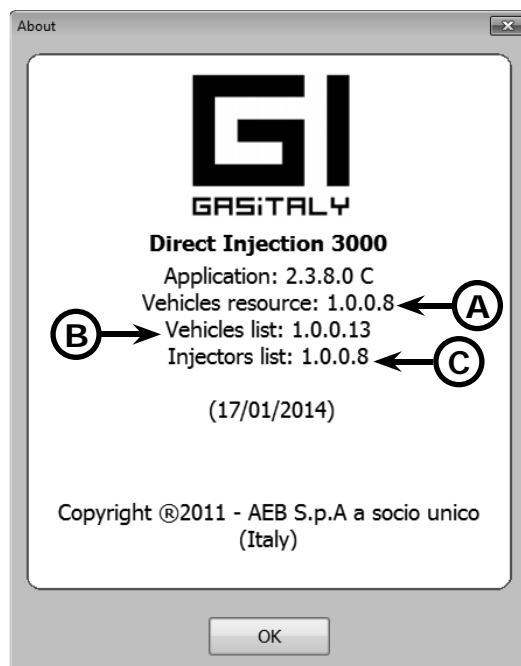 About
GI
GASiTALY
Direct Injection 3000
Application: 2.3.8.0 C
Vehicles resource: 1.0.0.8
A
B
Vehicles list: 1.0.0.13
Injectors list: 1.0.0.8
C
(17/01/2014)
Copyright ®2011 - AEB S.p.A a socio unico
(Italy)
OK